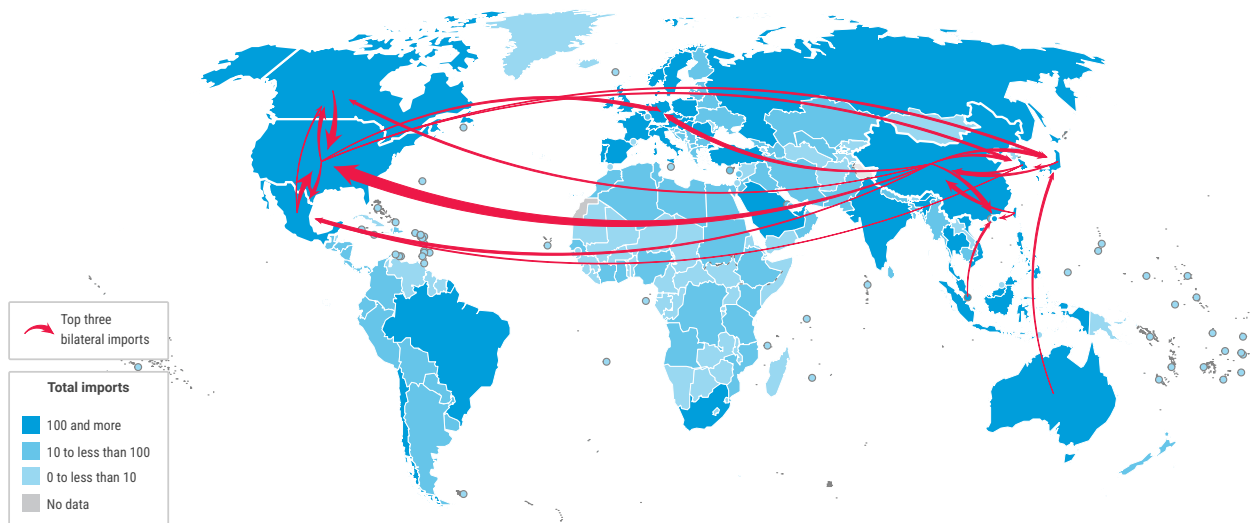 Top three
bilateral imports
Total imports
100 and more
10 to less than 100
0 to less than 10
No data